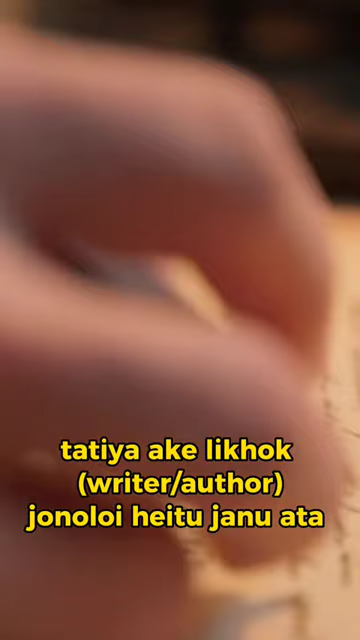 tatiya ake likhok
(writer/author)
jonoloi heitu janu ata